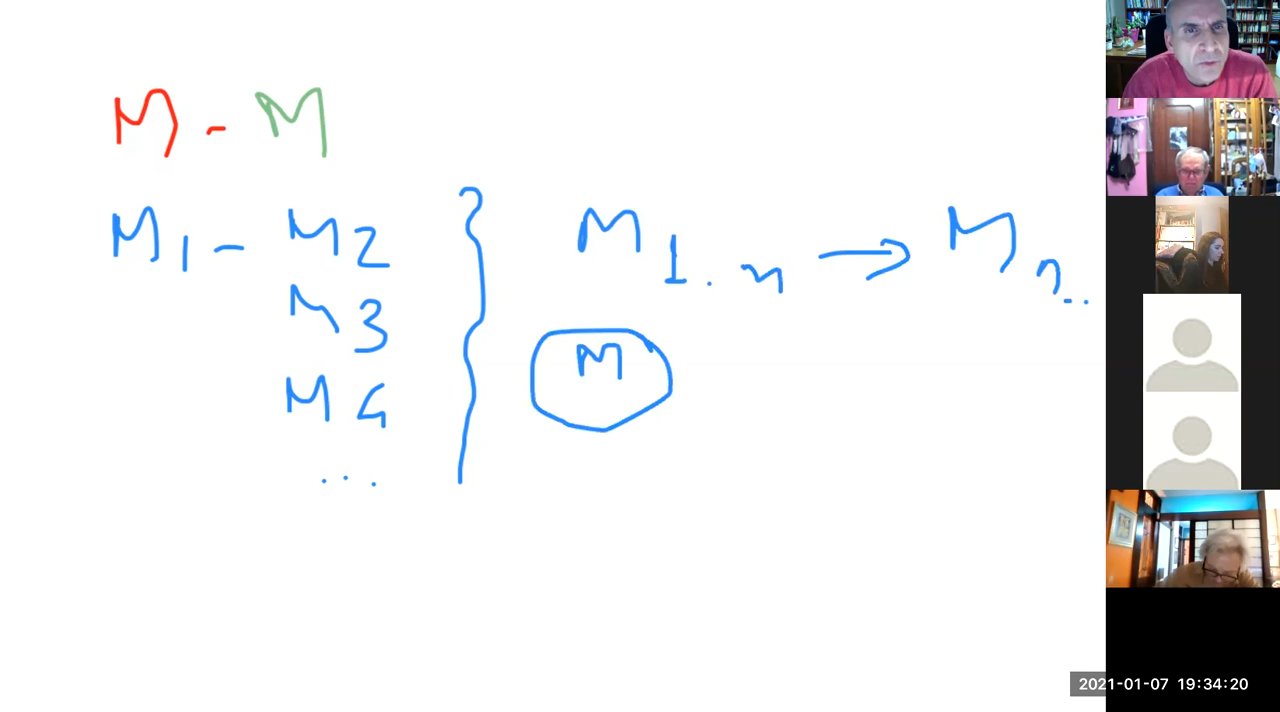 M - M
M1 - M2
M3
M4
...
M1.n → Mn..
M
2021-01-07 19:34:20